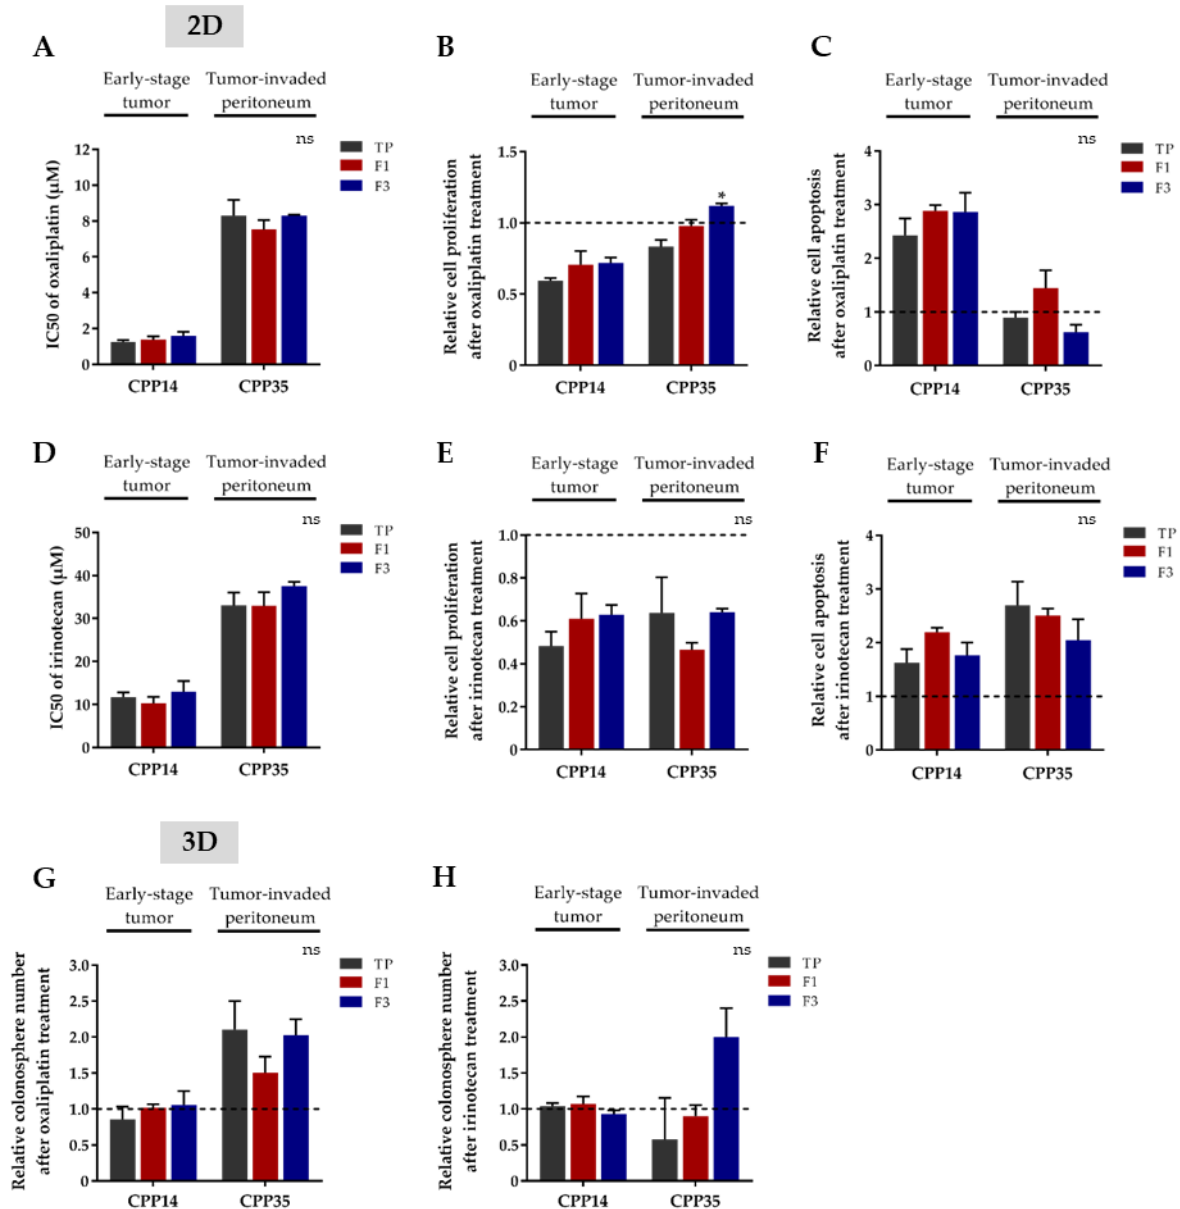 2D
A
Early-stage
tumor
Tumor-invaded
peritoneum
ns
TP
F1
F3
IC50 of oxaliplatin (µM)
12
10
8
6
4
2
0
CPP14
CPP35
B
Early-stage
tumor
Tumor-invaded
peritoneum
*
Relative cell proliferation
after oxaliplatin treatment
1.5
1.0
0.5
0
CPP14
CPP35
C
Early-stage
tumor
Tumor-invaded
peritoneum
ns
TP
F1
F3
Relative cell apoptosis
after oxaliplatin treatment
4
3
2
1
0
CPP14
CPP35
D
Early-stage
tumor
Tumor-invaded
peritoneum
ns
TP
F1
F3
IC50 of irinotecan (µM)
50
40
30
20
10
0
CPP14
CPP35
E
Early-stage
tumor
Tumor-invaded
peritoneum
ns
Relative cell proliferation
after irinotecan treatment
1.0
0.8
0.6
0.4
0.2
0
CPP14
CPP35
F
Early-stage
tumor
Tumor-invaded
peritoneum
ns
TP
F1
F3
Relative cell apoptosis
after irinotecan treatment
4
3
2
1
0
CPP14
CPP35
3D
G
Early-stage
tumor
Tumor-invaded
peritoneum
ns
TP
F1
F3
Relative colonosphere number
after oxaliplatin treatment
3.0
2.5
2.0
1.5
1.0
0.5
0
CPP14
CPP35
H
Early-stage
tumor
Tumor-invaded
peritoneum
ns
TP
F1
F3
Relative colonosphere number
after irinotecan treatment
3.0
2.5
2.0
1.5
1.0
0.5
0
CPP14
CPP35